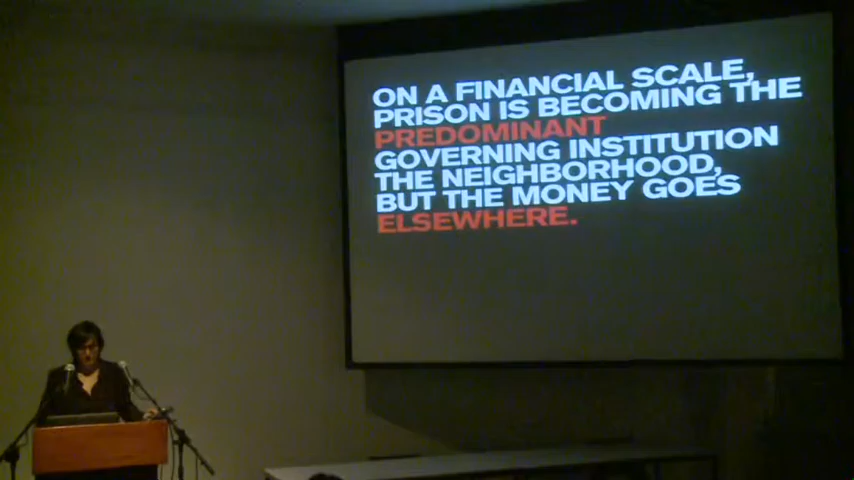 ON A FINANCIAL SCALE,
PRISON IS BECOMING THE
PREDOMINANT
GOVERNING INSTITUTION
THE NEIGHBORHOOD,
BUT THE MONEY GOES
ELSEWHERE.